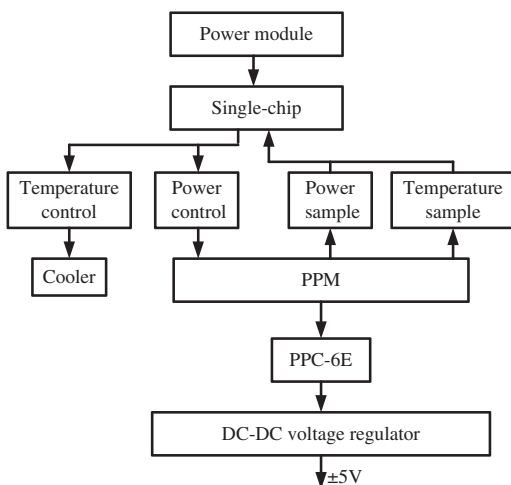 Power module
Single-chip
Temperature
control
Power
control
Power
sample
Temperature
sample
Cooler
PPM
PPC-6E
DC-DC voltage regulator
±5V